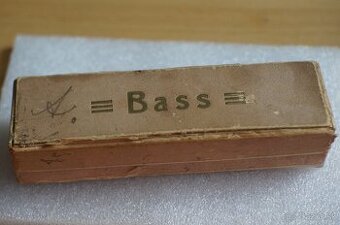 A. ≡ Bass ≡